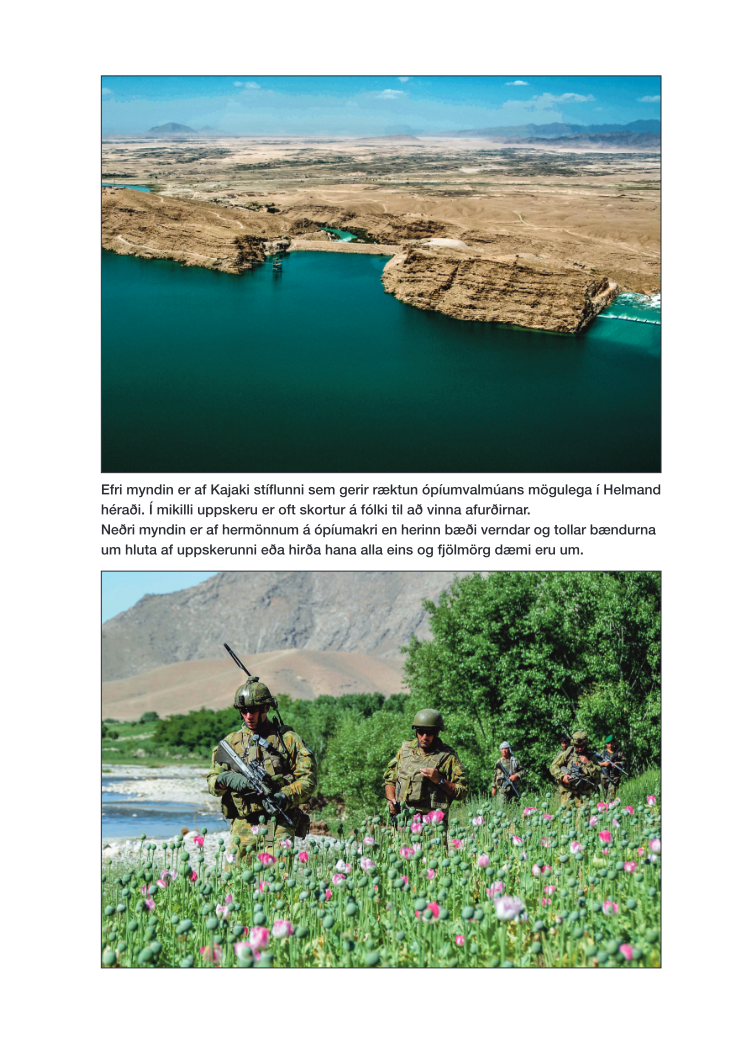 Efri myndin er af Kajaki stíflunni sem gerir ræktun ópíumvalmúans mögulega í Helmand
héraði. Í mikilli uppskeru er oft skortur á fólki til að vinna afurðirnar.
Neðri myndin er af hermönnum á ópíumakri en herinn bæði verndar og tollar bændurna
um hluta af uppskerunni eða hirða hana alla eins og fjölmörg dæmi eru um.